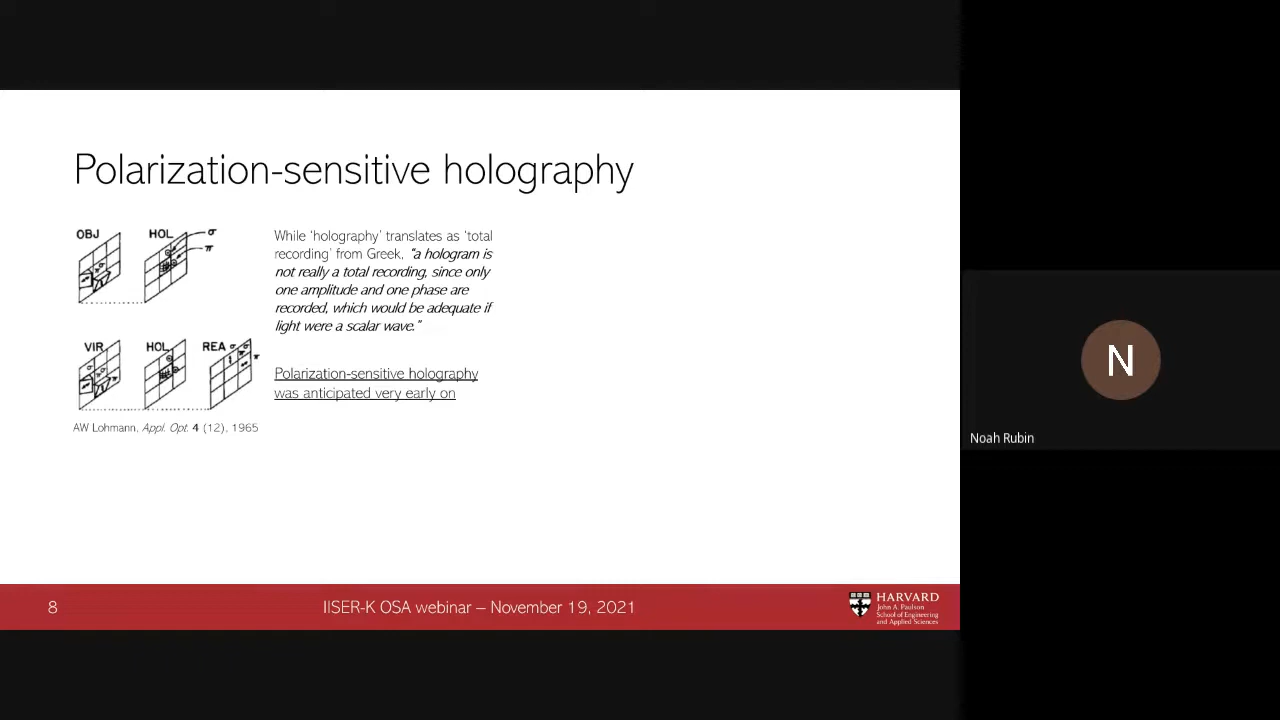 Polarization-sensitive holography
OBJ
HOL
σ
π
While ‘holography’ translates as ‘total
recording’ from Greek, “a hologram is
not really a total recording, since only
one amplitude and one phase are
recorded, which would be adequate if
light were a scalar wave.”
VIR
HOL
REA
σ
π
Polarization-sensitive holography
was anticipated very early on
AW Lohmann, Appl. Opt. 4 (12), 1965
8
IISER-K OSA webinar – November 19, 2021
HARVARD
John A. Paulson
School of Engineering
and Applied Sciences
N
Noah Rubin